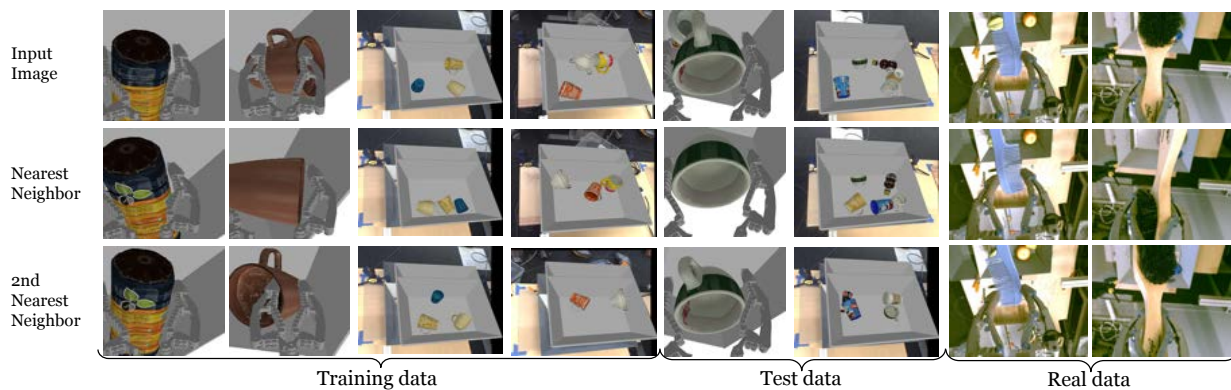 Input
Image
Nearest
Neighbor
2nd
Nearest
Neighbor
Training data
Test data
Real data